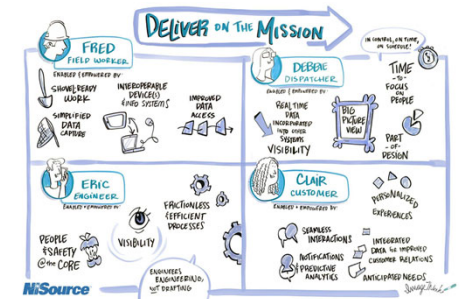 DELIVER ON THE MISSION
FRED
FIELD WORKER
ENABLED & EMPOWERED BY:
SHOVEL READY
WORK
INTEROPERABLE
DEVICE(S)
& INFO SYSTEMS
IMPROVED
DATA
ACCESS
SIMPLIFIED
DATA
CAPTURE
DEBBIE
DISPATCHER
ENABLED & EMPOWERED BY:
IN CONTROL, ON TIME,
ON SCHEDULE!
TIME
-TO-
FOCUS
ON
PEOPLE
REAL TIME
DATA
INCORPORATED
INTO OTHER
SYSTEMS
VISIBILITY
BIG
PICTURE
VIEW
PART
-OF-
DESIGN
ERIC
ENGINEER
ENABLED & EMPOWERED BY:
FRICTIONLESS
& EFFICIENT
PROCESSES
PEOPLE
& SAFETY
@ the CORE
VISIBILITY
ENGINEERS
ENGINEERING,
NOT DRAFTING
NiSource
CLAIR
CUSTOMER
ENABLED & EMPOWERED BY:
PERSONALIZED
EXPERIENCES
SEAMLESS
INTERACTIONS
NOTIFICATIONS
& PREDICTIVE
ANALYTICS
INTEGRATED
DATA for IMPROVED
CUSTOMER RELATIONS
ANTICIPATED NEEDS